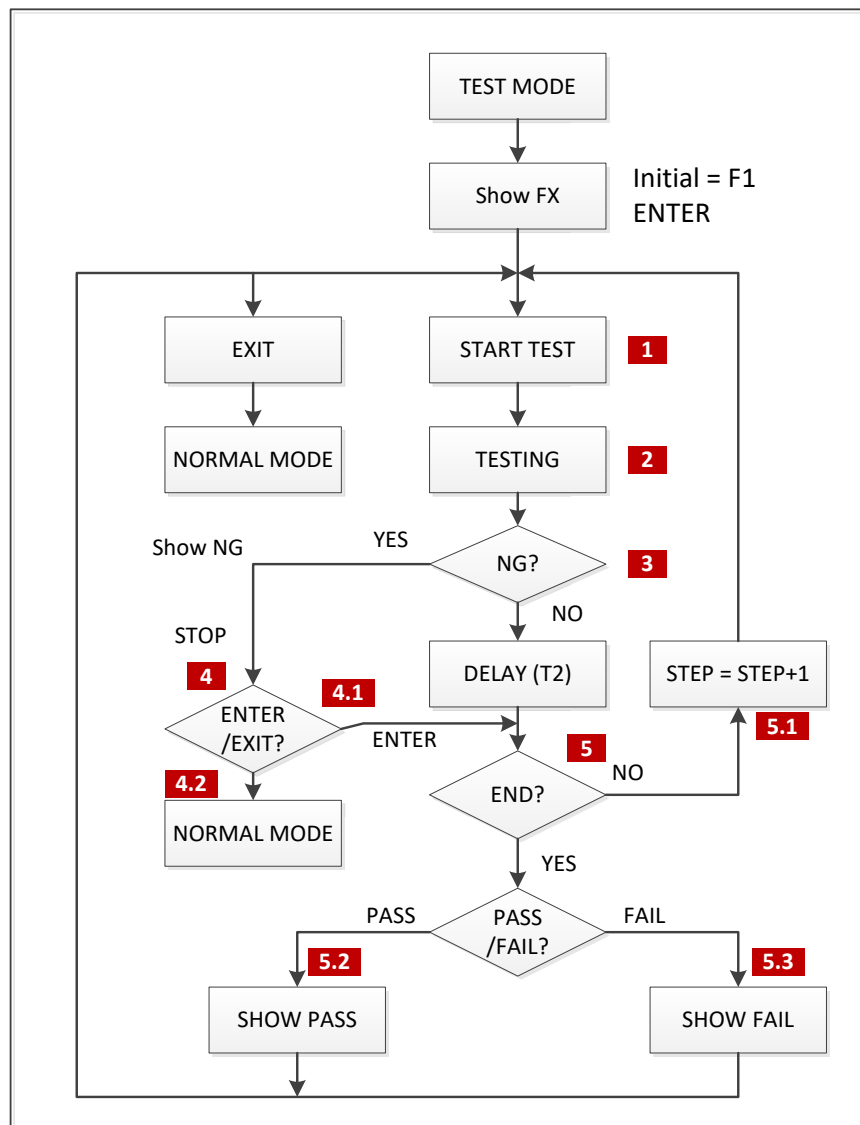 TEST MODE
Show FX
Initial = F1
ENTER
EXIT
START TEST
1
NORMAL MODE
TESTING
2
Show NG
YES
NG?
3
NO
STOP
DELAY (T2)
STEP = STEP+1
4
4.1
ENTER
/EXIT?
ENTER
5
5.1
NO
4.2
END?
NORMAL MODE
YES
PASS
PASS
/FAIL?
FAIL
5.2
5.3
SHOW PASS
SHOW FAIL